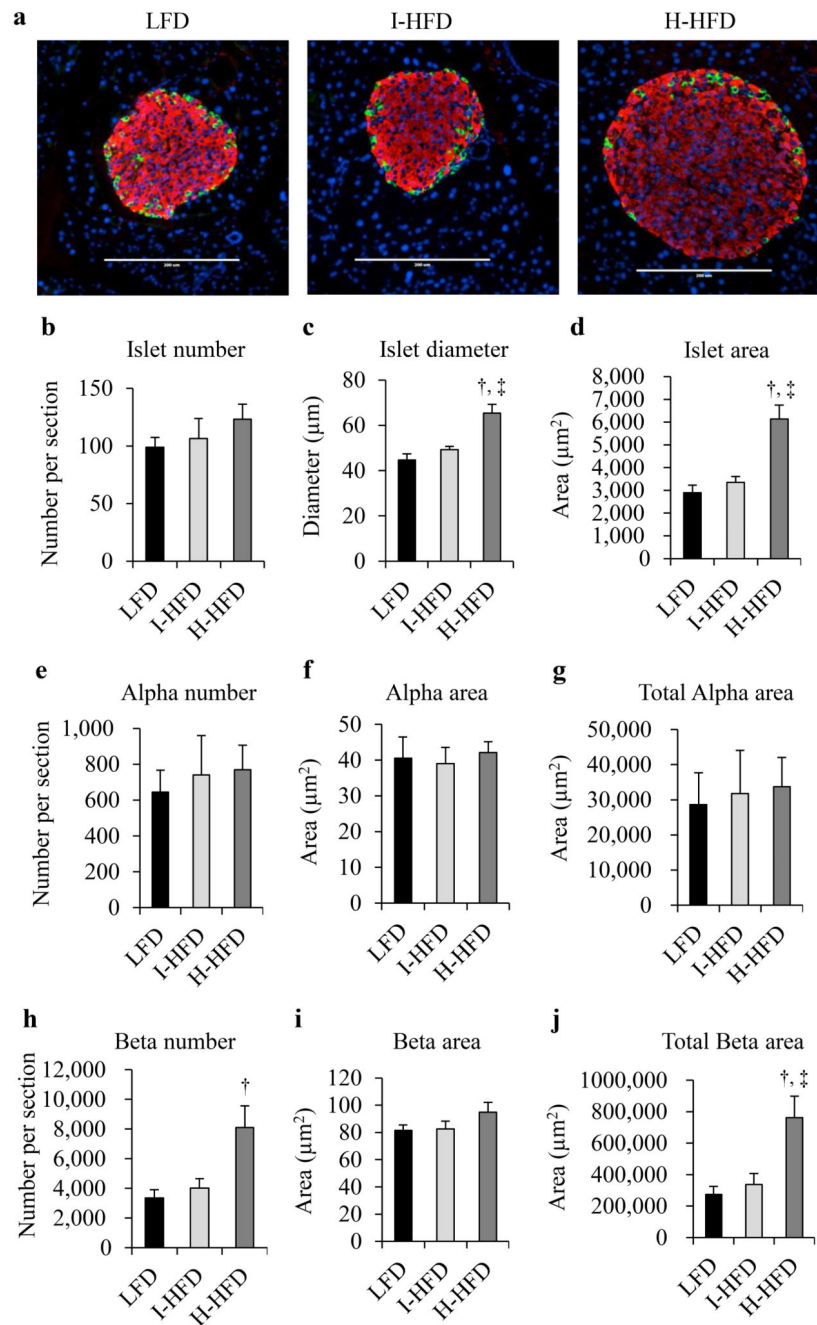 a
LFD
I-HFD
H-HFD
200 um
200 um
200 um
b
Islet number
Number per section
150
100
50
0
LFD
I-HFD
H-HFD
c
Islet diameter
Diameter (µm)
80
60
40
20
0
†, ‡
LFD
I-HFD
H-HFD
d
Islet area
Area (µm²)
8,000
7,000
6,000
5,000
4,000
3,000
2,000
1,000
0
†, ‡
LFD
I-HFD
H-HFD
e
Alpha number
Number per section
1,000
800
600
400
200
0
LFD
I-HFD
H-HFD
f
Alpha area
Area (µm²)
50
40
30
20
10
0
LFD
I-HFD
H-HFD
g
Total Alpha area
Area (µm²)
50,000
40,000
30,000
20,000
10,000
0
LFD
I-HFD
H-HFD
h
Beta number
Number per section
12,000
10,000
8,000
6,000
4,000
2,000
0
†
LFD
I-HFD
H-HFD
i
Beta area
Area (µm²)
120
100
80
60
40
20
0
LFD
I-HFD
H-HFD
j
Total Beta area
Area (µm²)
1000,000
800,000
600,000
400,000
200,000
0
†, ‡
LFD
I-HFD
H-HFD